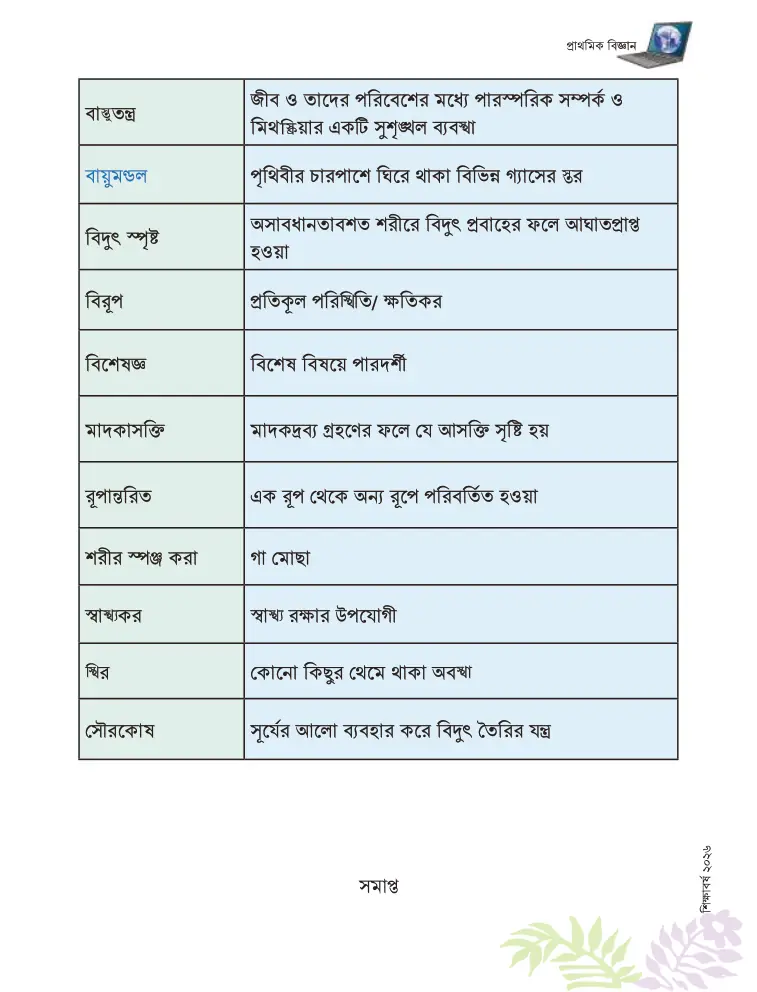 প্রাথমিক বিজ্ঞান
বাস্তুতন্ত্র
জীব ও তাদের পরিবেশের মধ্যে পারস্পরিক সম্পর্ক ও
মিথষ্ক্রিয়ার একটি সুশৃঙ্খল ব্যবস্থা
বায়ুমণ্ডল
পৃথিবীর চারপাশে ঘিরে থাকা বিভিন্ন গ্যাসের স্তর
বিদুৎ স্পৃষ্ট
অসাবধানতাবশত শরীরে বিদুৎ প্রবাহের ফলে আঘাতপ্রাপ্ত
হওয়া
বিরূপ
প্রতিকূল পরিস্থিতি/ ক্ষতিকর
বিশেষজ্ঞ
বিশেষ বিষয়ে পারদর্শী
মাদকাসক্তি
মাদকদ্রব্য গ্রহণের ফলে যে আসক্তি সৃষ্টি হয়
রূপান্তরিত
এক রূপ থেকে অন্য রূপে পরিবর্তিত হওয়া
শরীর স্পঞ্জ করা
গা মোছা
স্বাস্থ্যকর
স্বাস্থ্য রক্ষার উপযোগী
স্থির
কোনো কিছুর থেমে থাকা অবস্থা
সৌরকোষ
সূর্যের আলো ব্যবহার করে বিদুৎ তৈরির যন্ত্র
সমাপ্ত
শিক্ষাবর্ষ ২০২৬